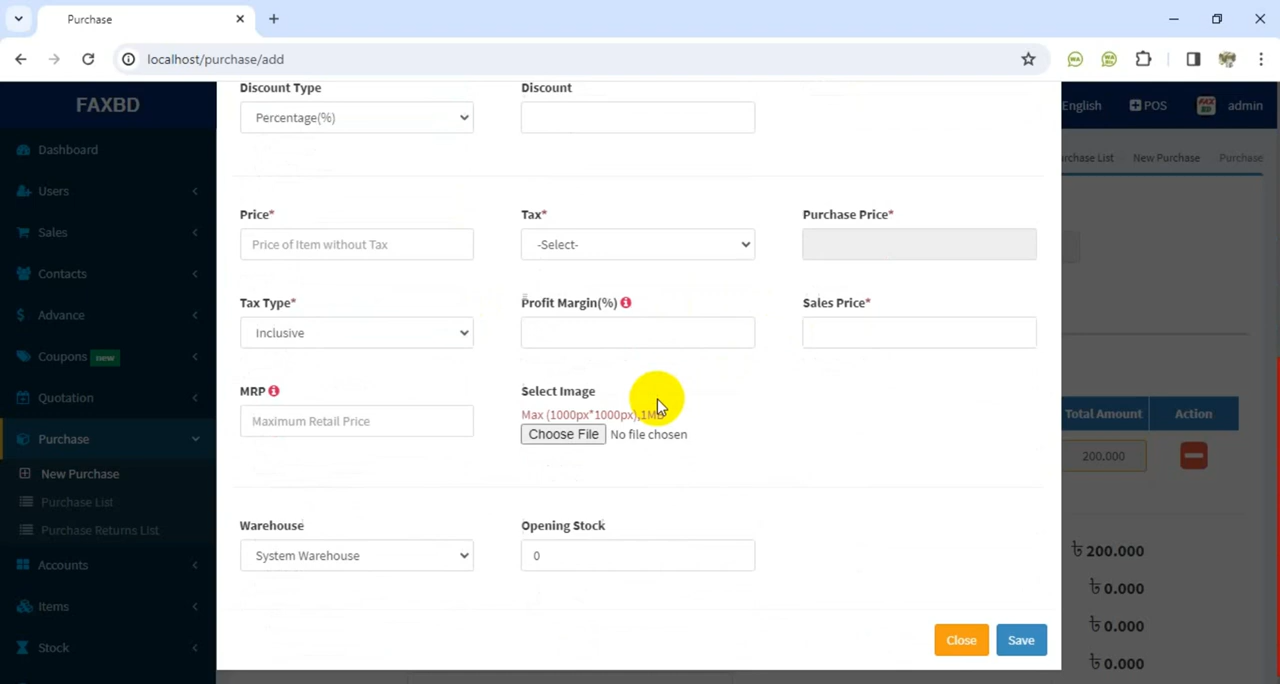 Purchase
localhost/purchase/add
FAXBD
English
POS
admin
Dashboard
Users
Sales
Contacts
Advance
Coupons new
Quotation
Purchase
New Purchase
Purchase List
Purchase Returns List
Accounts
Items
Stock
Discount Type
Discount
Percentage(%)
Price*
Tax*
Purchase Price*
Price of Item without Tax
-Select-
Tax Type*
Profit Margin(%)
Sales Price*
Inclusive
MRP
Select Image
Max (1000px*1000px),1MB
Maximum Retail Price
Choose File No file chosen
Warehouse
Opening Stock
System Warehouse
0
Close
Save
List
New Purchase
Purchase
Total Amount
Action
200.000
৳ 200.000
৳ 0.000
৳ 0.000
৳ 0.000